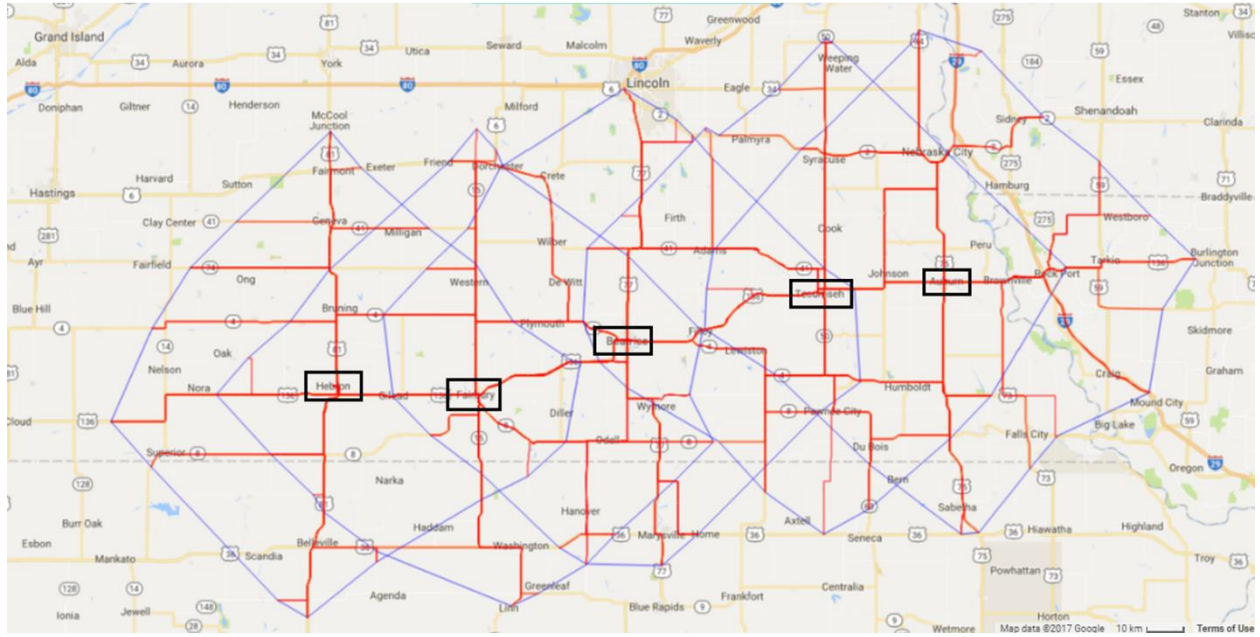 Grand Island
Alda
Aurora
Utica
Seward
Malcolm
Greenwood
Waverly
Stanton
York
Lincoln
Doniphan
Giltner
Henderson
Milford
Eagle
Weeping
Water
Essex
Shenandoah
Clarinda
McCool
Junction
Friend
Dorchester
Palmyra
Syracuse
Nebraska City
Sidney
Hastings
Harvard
Sutton
Fairmont
Exeter
Crete
Hamburg
Braddyville
Clay Center
Geneva
Milligan
Wilber
Firth
Adams
Cook
Peru
Westboro
Burlington
Junction
Ayr
Fairfield
Ong
Western
De Witt
Johnson
Auburn
Brownville
Rock Port
Tarkio
Blue Hill
Bruning
Plymouth
Beatrice
Filley
Tecumseh
Skidmore
Oak
Nelson
Nora
Hebron
Gilead
Fairbury
Lewiston
Humboldt
Craig
Graham
Cloud
Diller
Wymore
Pawnee City
Mound City
Big Lake
Falls City
Superior
Odell
Du Bois
Oregon
Narka
Bern
Burr Oak
Haddam
Hanover
Axtell
Sabetha
Hiawatha
Highland
Esbon
Mankato
Scandia
Belleville
Washington
Marysville
Home
Seneca
Troy
Powhattan
Ionia
Jewell
Agenda
Linn
Greenleaf
Blue Rapids
Frankfort
Centralia
Horton
Wetmore
Map data ©2017 Google
10 km
Terms of Use